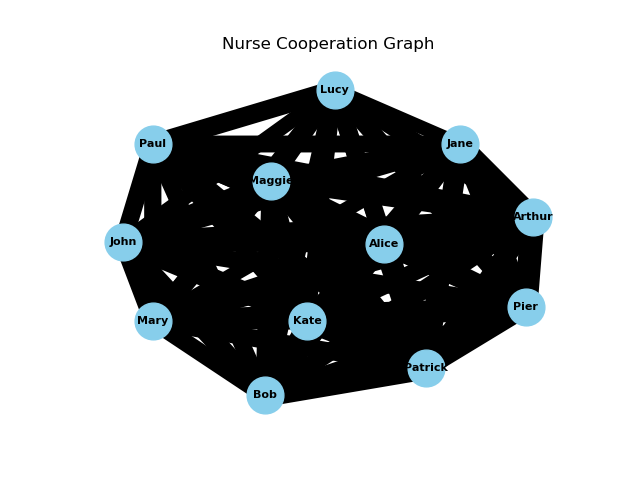 Nurse Cooperation Graph
Lucy
Paul
Jane
Maggie
Arthur
John
Alice
Pier
Mary
Kate
Patrick
Bob